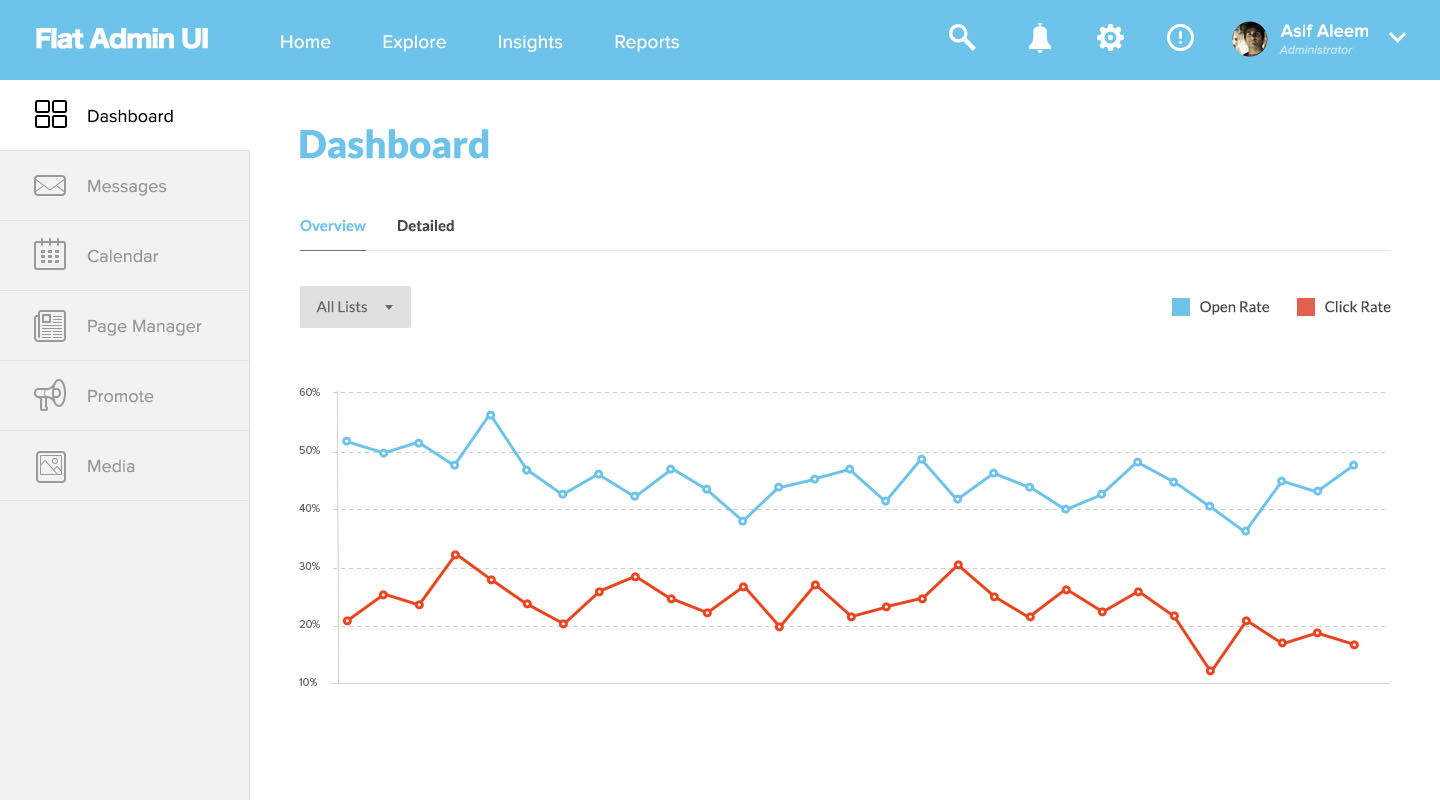 Flat Admin UI
Home
Explore
Insights
Reports
Asif Aleem
Administrator
Dashboard
Messages
Calendar
Page Manager
Promote
Media
Dashboard
Overview
Detailed
All Lists
Open Rate
Click Rate
60%
50%
40%
30%
20%
10%